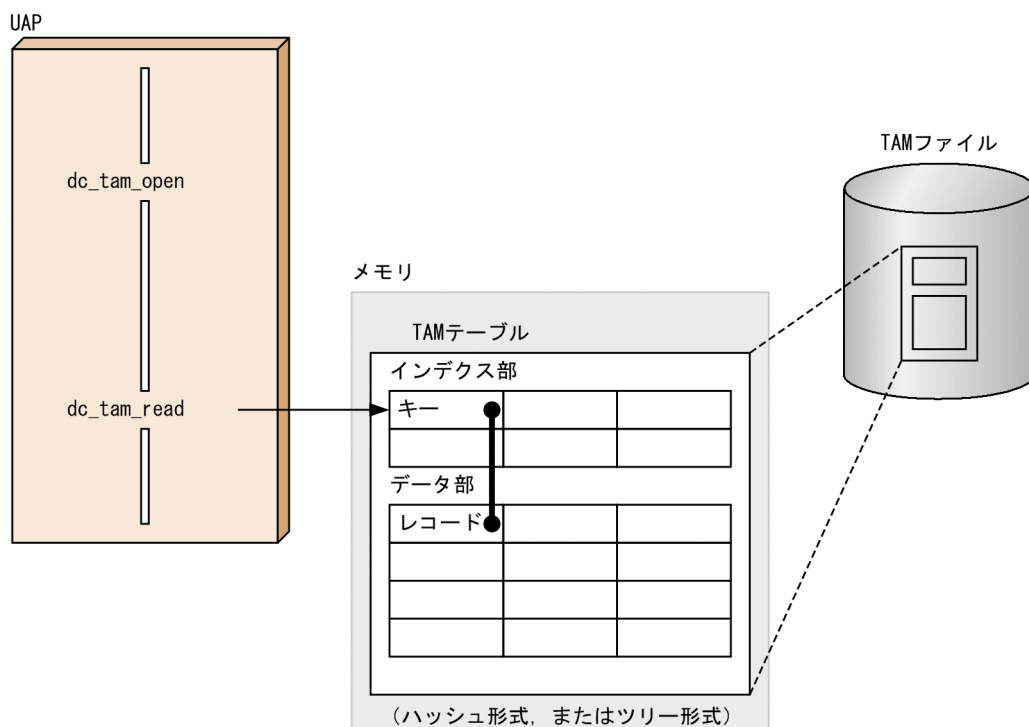 UAP
dc_tam_open
dc_tam_read
TAMファイル
メモリ
TAMテーブル
インデクス部
キー
データ部
レコード
（ハッシュ形式，またはツリー形式）